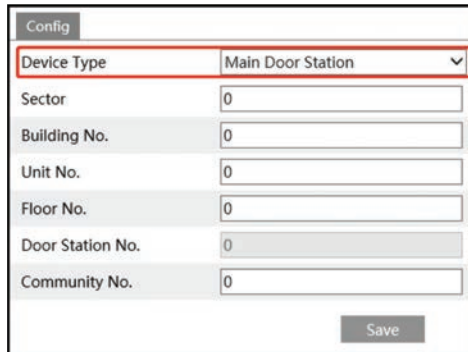 Config
Device Type Main Door Station
Sector 0
Building No. 0
Unit No. 0
Floor No. 0
Door Station No. 0
Community No. 0
Save